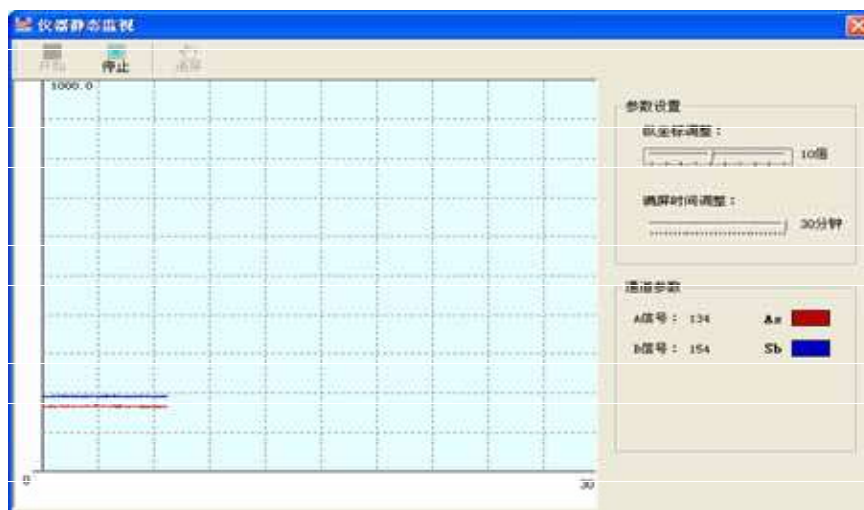 仪器静态监视
开始 停止 清屏
1000.0
0
30
参数设置
纵坐标调整：
10倍
满屏时间调整：
30分钟
通道参数
A信号： 134 As
B信号： 154 Sb